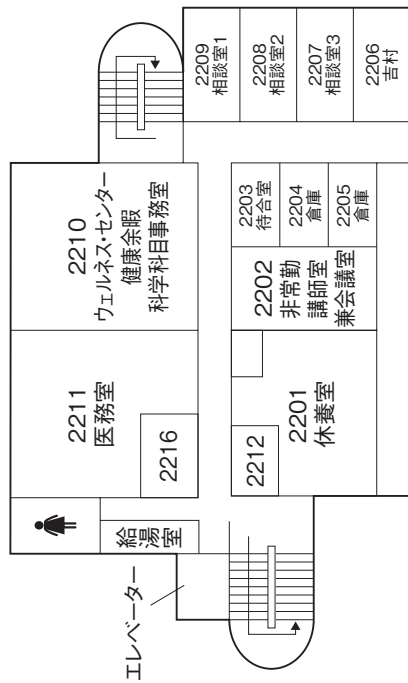 2209
相談室1
2208
相談室2
2207
相談室3
2206
吉村
2210
ウェルネス・センター
健康余暇
科学科目事務室
2203
待合室
2204
倉庫
2205
倉庫
2202
非常勤
講師室
兼会議室
2211
医務室
2216
2212
2201
休養室
給湯室
エレベーター